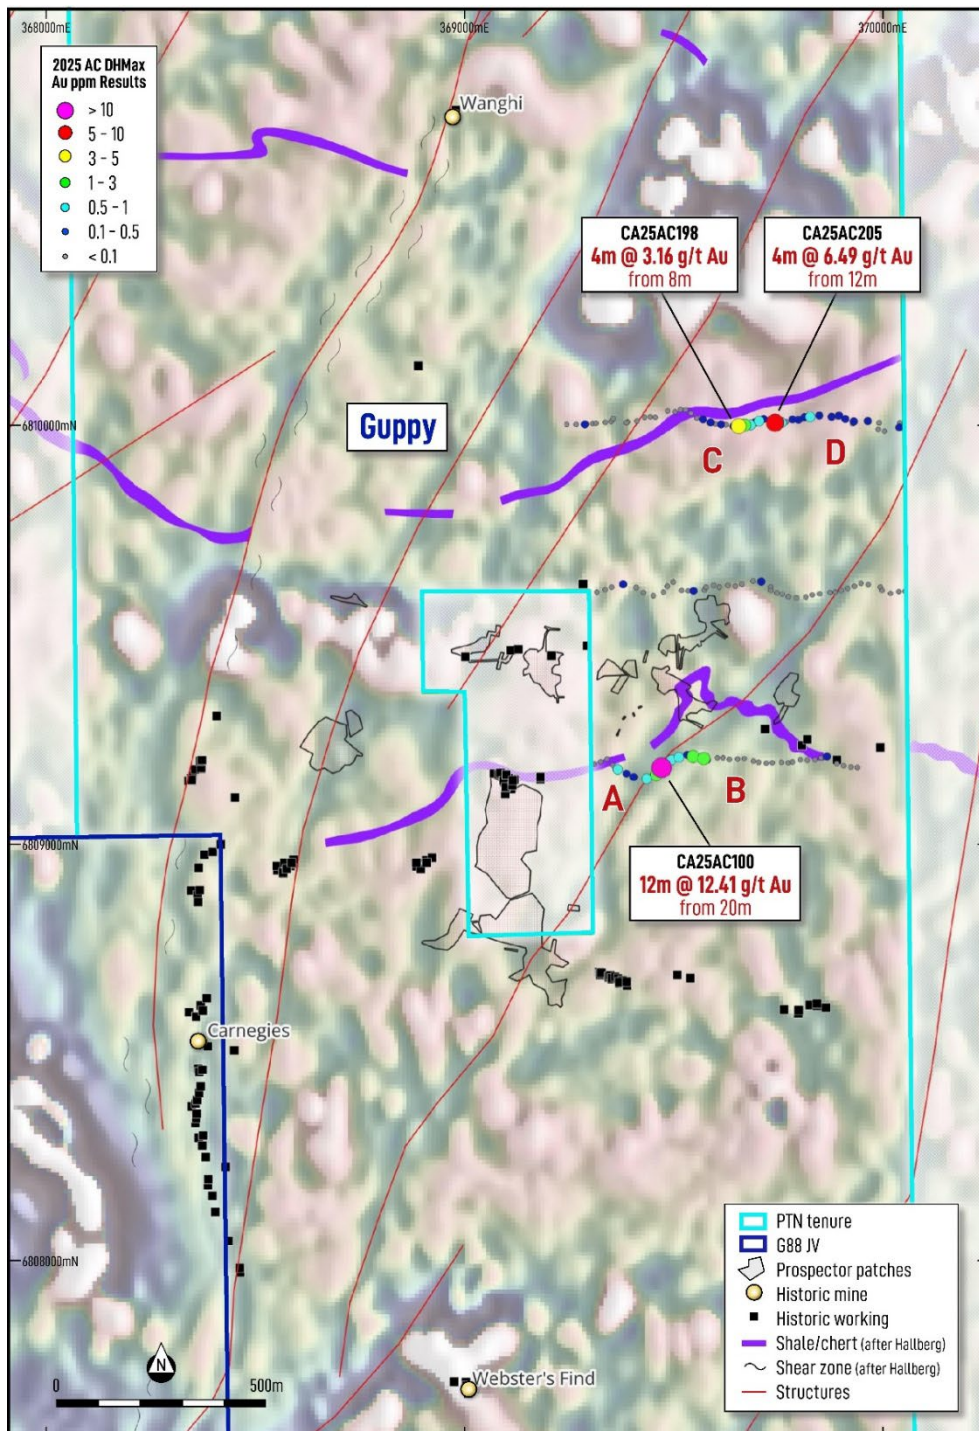 368000mE
369000mE
370000mE
2025 AC DHMax
Au ppm Results
> 10
5 - 10
3 - 5
1 - 3
0.5 - 1
0.1 - 0.5
< 0.1
Wanghi
CA25AC198
4m @ 3.16 g/t Au
from 8m
CA25AC205
4m @ 6.49 g/t Au
from 12m
6810000mN
Guppy
C
D
A
B
6809000mN
CA25AC100
12m @ 12.41 g/t Au
from 20m
Carnegies
6808000mN
Webster's Find
N
0
500m
PTN tenure
G88 JV
Prospector patches
Historic mine
Historic working
Shale/chert (after Hallberg)
Shear zone (after Hallberg)
Structures